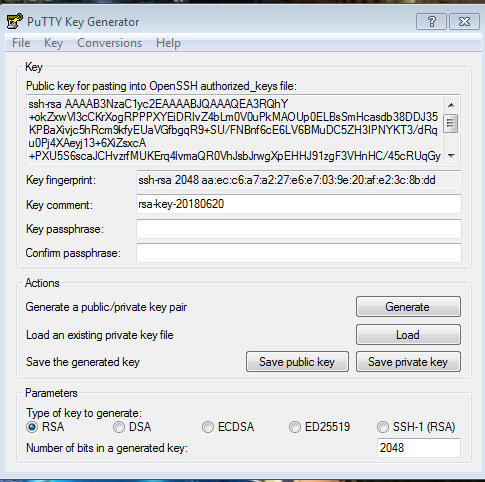 PuTTY Key Generator
File Key Conversions Help
Key
Public key for pasting into OpenSSH authorized_keys file:
ssh-rsa AAAAB3NzaC1yc2EAAAABJQAAAQEA3RQhY
+okZxwVl3cCKrXogRPPPXYEiDRIvZ4bLm0V0uPkMAOUp0ELBsSmHcasdb38DDJ35
KPBaXivjc5hRcm9kfyEUaVGfbgqR9+SU/FNBnf6cE6LV6BMuDC5ZH3IPNYKT3/dRq
u0Pj4XAeyj13+6XiZsxcA
+PXU5S6scaJCHvzrfMUKErq4lvmaQR0VhJsbJrwgXpEHHJ91zgF3VHnHC/45cRUqGy
Key fingerprint: ssh-rsa 2048 aa:ec:c6:a7:a2:27:e6:e7:03:9e:20:af:e2:3c:8b:dd
Key comment: rsa-key-20180620
Key passphrase:
Confirm passphrase:
Actions
Generate a public/private key pair Generate
Load an existing private key file Load
Save the generated key Save public key Save private key
Parameters
Type of key to generate:
RSA DSA ECDSA ED25519 SSH-1 (RSA)
Number of bits in a generated key: 2048